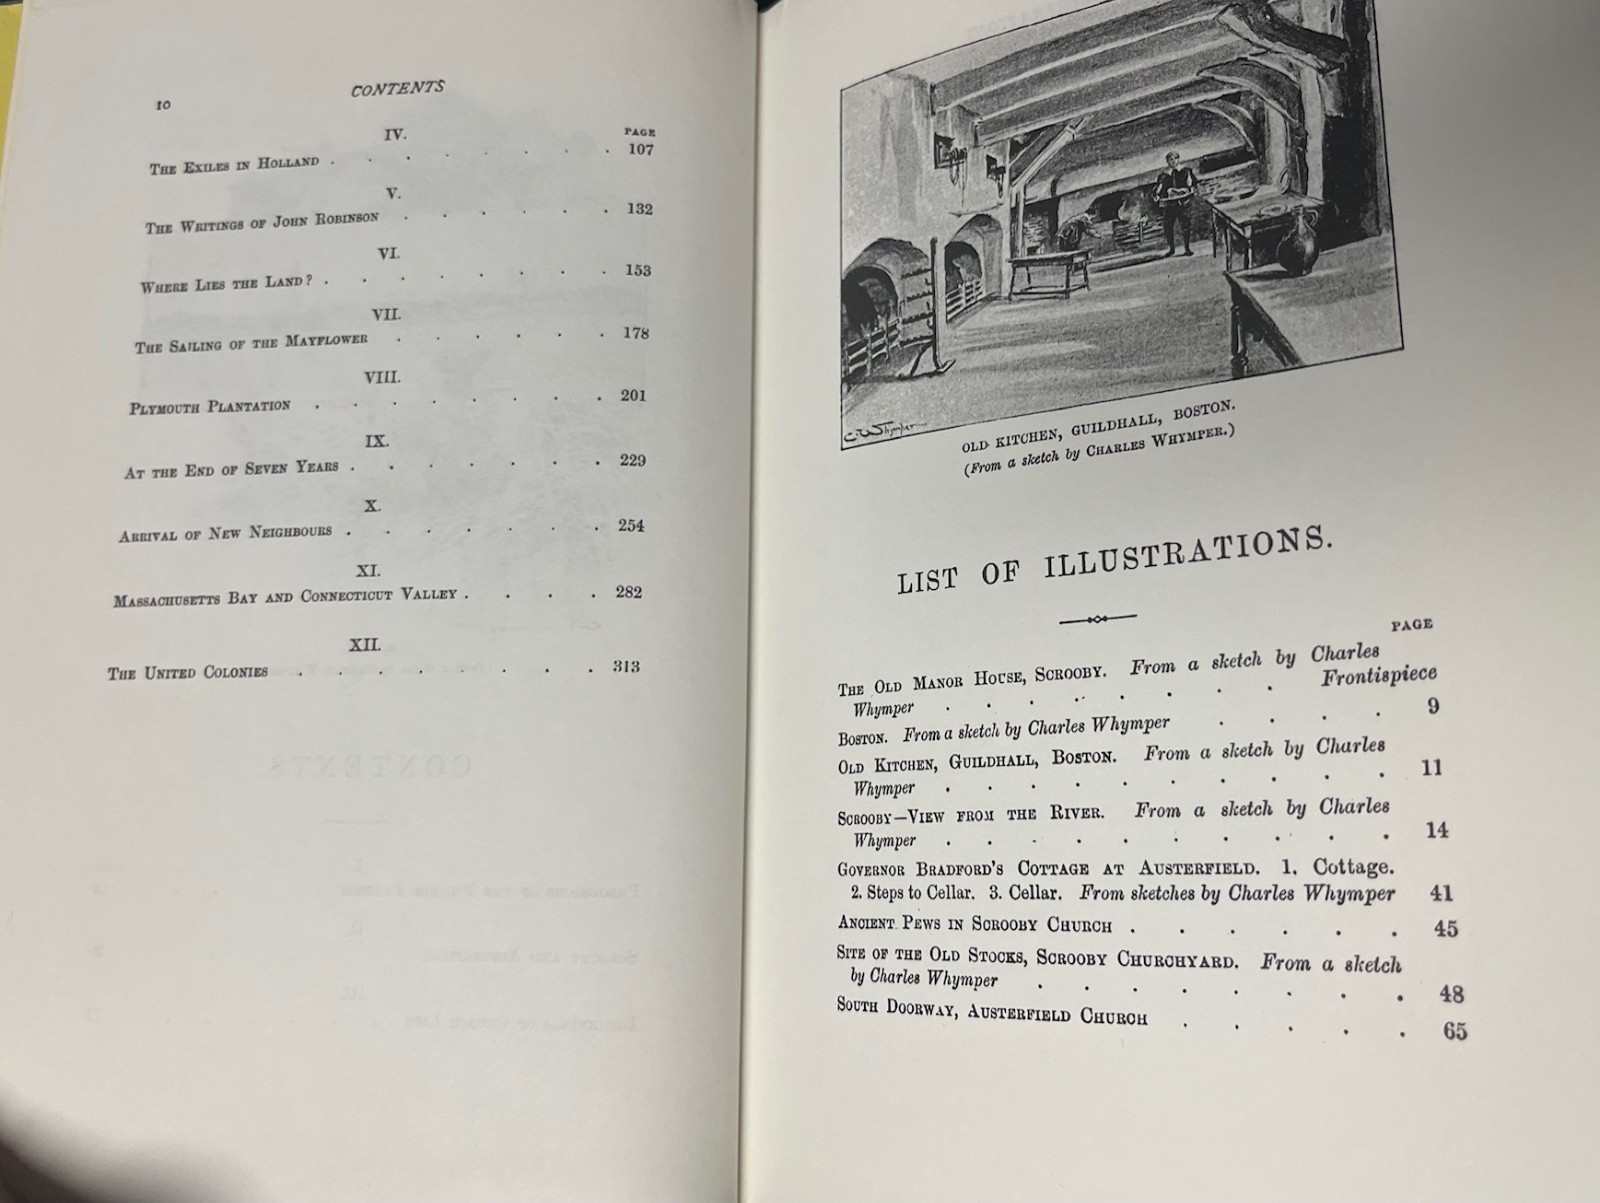 10
CONTENTS
PAGE
IV.
THE EXILES IN HOLLAND . . . . . . . 107
V.
THE WRITINGS OF JOHN ROBINSON . . . . . . 132
VI.
WHERE LIES THE LAND? . . . . . . . . 153
VII.
THE SAILING OF THE MAYFLOWER . . . . . . 178
VIII.
PLYMOUTH PLANTATION . . . . . . . . 201
IX.
AT THE END OF SEVEN YEARS . . . . . . . 229
X.
ARRIVAL OF NEW NEIGHBOURS . . . . . . . 254
XI.
MASSACHUSETTS BAY AND CONNECTICUT VALLEY . . . . 282
XII.
THE UNITED COLONIES . . . . . . . . 313
CONTENTS
C. Whymper
OLD KITCHEN, GUILDHALL, BOSTON.
(From a sketch by CHARLES WHYMPER.)
LIST OF ILLUSTRATIONS.
PAGE
THE OLD MANOR HOUSE, SCROOBY. From a sketch by Charles
Whymper . . . . . . . . Frontispiece
BOSTON. From a sketch by Charles Whymper . . . . 9
OLD KITCHEN, GUILDHALL, BOSTON. From a sketch by Charles
Whymper . . . . . . . . . . 11
SCROOBY—VIEW FROM THE RIVER. From a sketch by Charles
Whymper . . . . . . . . . . 14
GOVERNOR BRADFORD'S COTTAGE AT AUSTERFIELD. 1. Cottage.
2. Steps to Cellar. 3. Cellar. From sketches by Charles Whymper 41
ANCIENT PEWS IN SCROOBY CHURCH . . . . . . 45
SITE OF THE OLD STOCKS, SCROOBY CHURCHYARD. From a sketch
by Charles Whymper . . . . . . . . 48
SOUTH DOORWAY, AUSTERFIELD CHURCH . . . . . 65